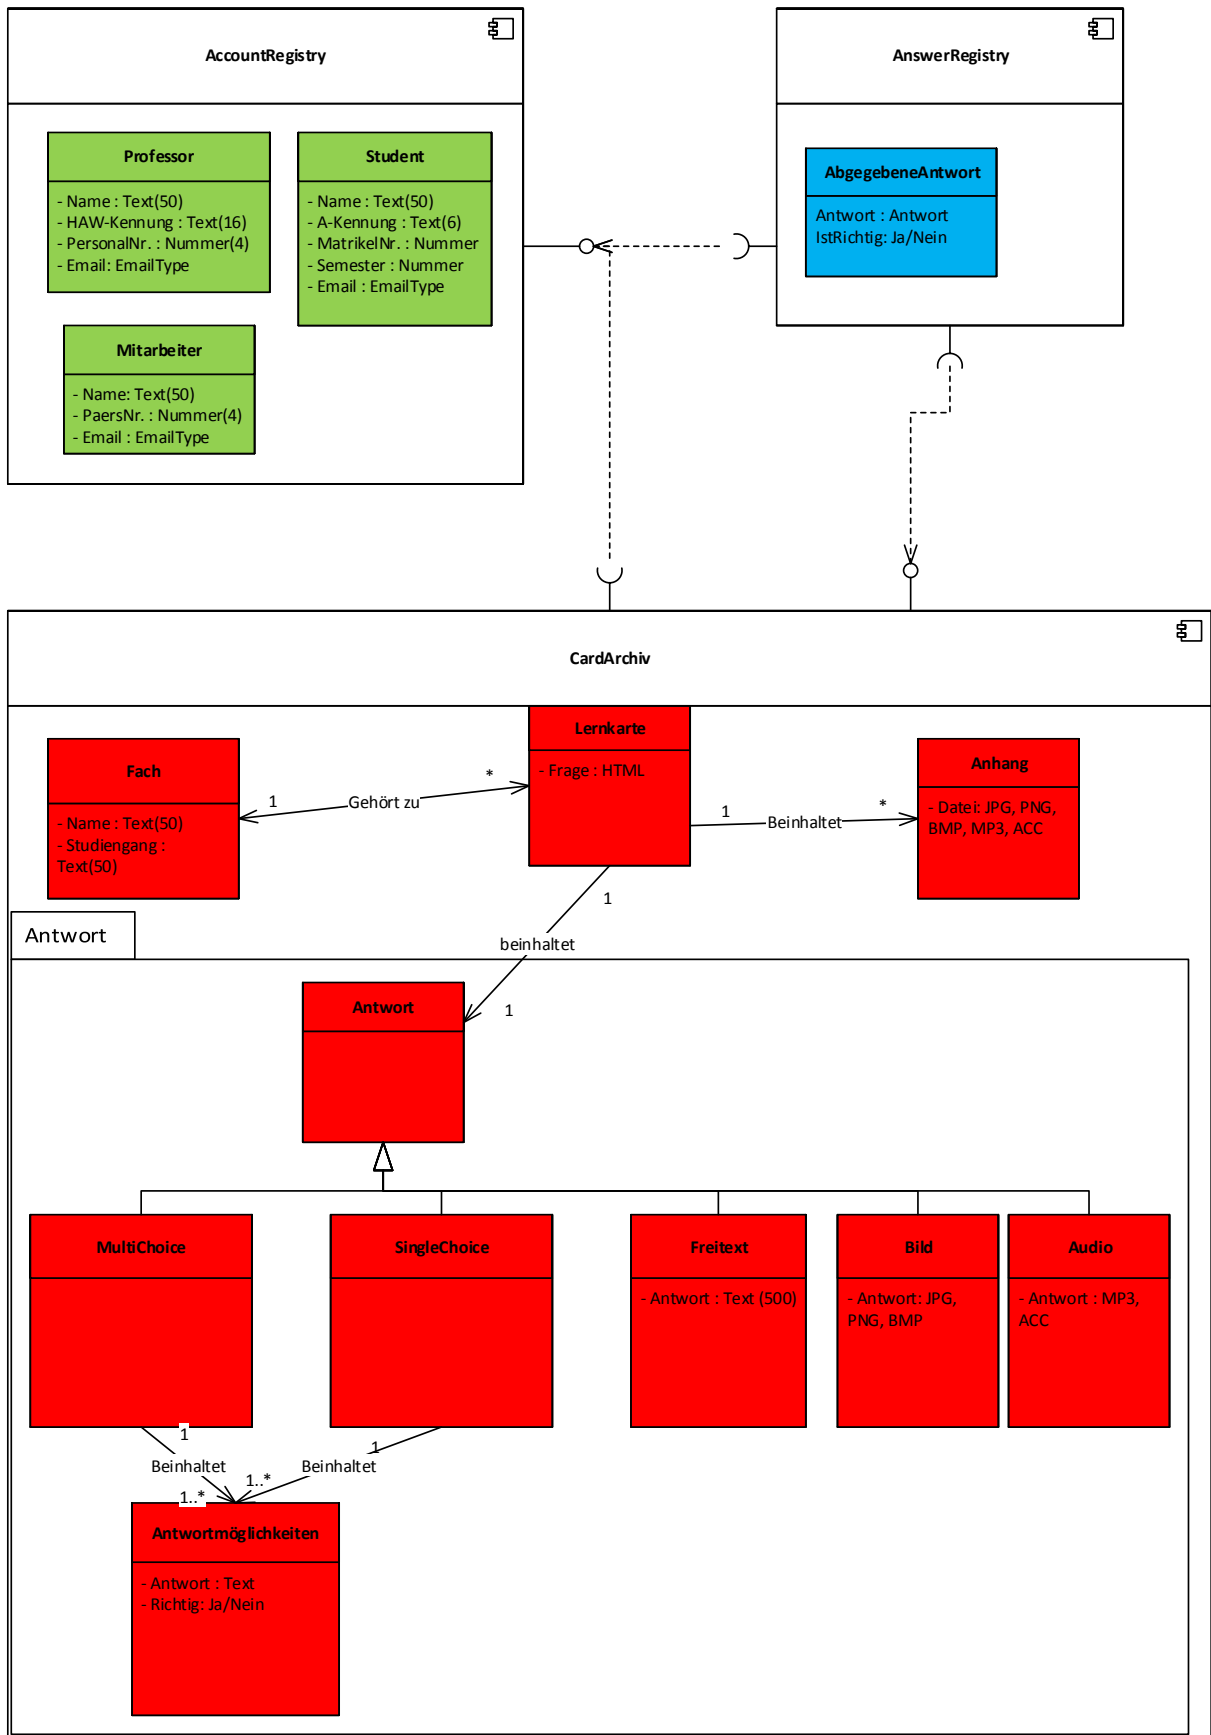 AccountRegistry
Professor
- Name : Text(50)
- HAW-Kennung : Text(16)
- PersonalNr. : Nummer(4)
- Email: EmailType
Student
- Name : Text(50)
- A-Kennung : Text(6)
- MatrikelNr. : Nummer
- Semester : Nummer
- Email : EmailType
Mitarbeiter
- Name: Text(50)
- PaersNr. : Nummer(4)
- Email : EmailType
AnswerRegistry
AbgegebeneAntwort
Antwort : Antwort
IstRichtig: Ja/Nein
CardArchiv
Fach
- Name : Text(50)
- Studiengang :
Text(50)
1
Gehört zu
*
Lernkarte
- Frage : HTML
1
Beinhaltet
*
Anhang
- Datei: JPG, PNG,
BMP, MP3, ACC
1
beinhaltet
1
Antwort
Antwort
MultiChoice
SingleChoice
Freitext
- Antwort : Text (500)
Bild
- Antwort: JPG,
PNG, BMP
Audio
- Antwort : MP3,
ACC
1
Beinhaltet
1..*
1
Beinhaltet
1..*
Antwortmöglichkeiten
- Antwort : Text
- Richtig: Ja/Nein